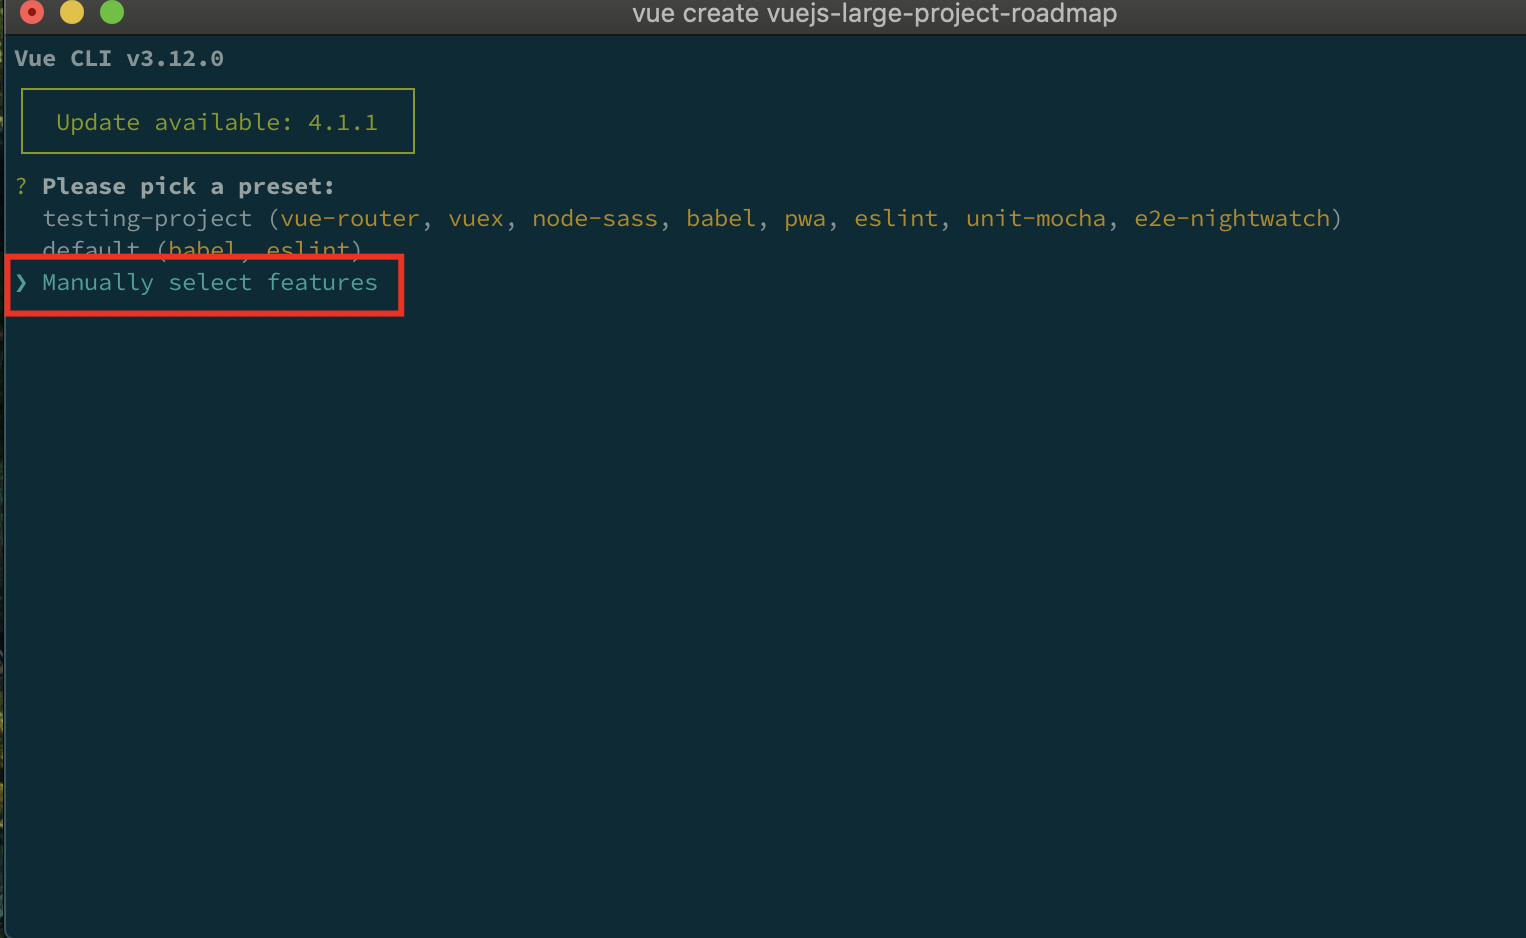 vue create vuejs-large-project-roadmap
Vue CLI v3.12.0
Update available: 4.1.1
? Please pick a preset:
testing-project (vue-router, vuex, node-sass, babel, pwa, eslint, unit-mocha, e2e-nightwatch)
default (babel, eslint)
❯ Manually select features